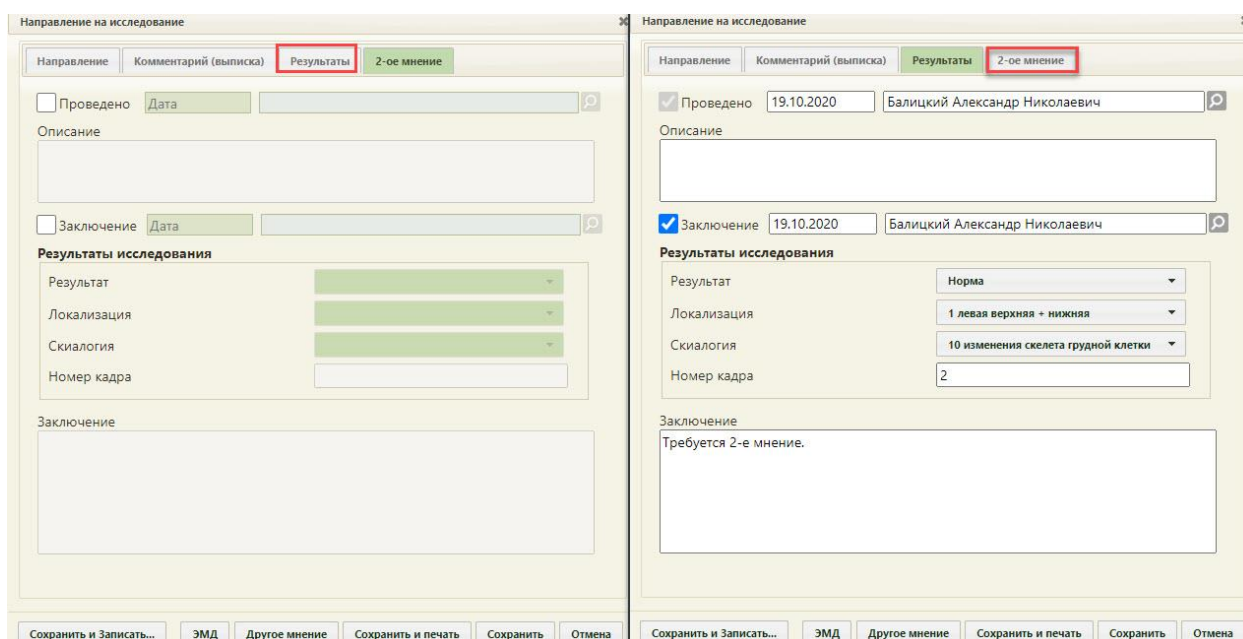 Направление на исследование
Направление Комментарий (выписка) Результаты 2-ое мнение
Проведено Дата
Описание
Заключение Дата
Результаты исследования
Результат
Локализация
Скиалогия
Номер кадра
Заключение
Сохранить и Записать... ЭМД Другое мнение Сохранить и печать Сохранить Отмена
Направление на исследование
Направление Комментарий (выписка) Результаты 2-ое мнение
Проведено 19.10.2020 Балицкий Александр Николаевич
Описание
Заключение 19.10.2020 Балицкий Александр Николаевич
Результаты исследования
Результат Норма
Локализация 1 левая верхняя + нижняя
Скиалогия 10 изменения скелета грудной клетки
Номер кадра 2
Заключение
Требуется 2-е мнение.
Сохранить и Записать... ЭМД Другое мнение Сохранить и печать Сохранить Отмена